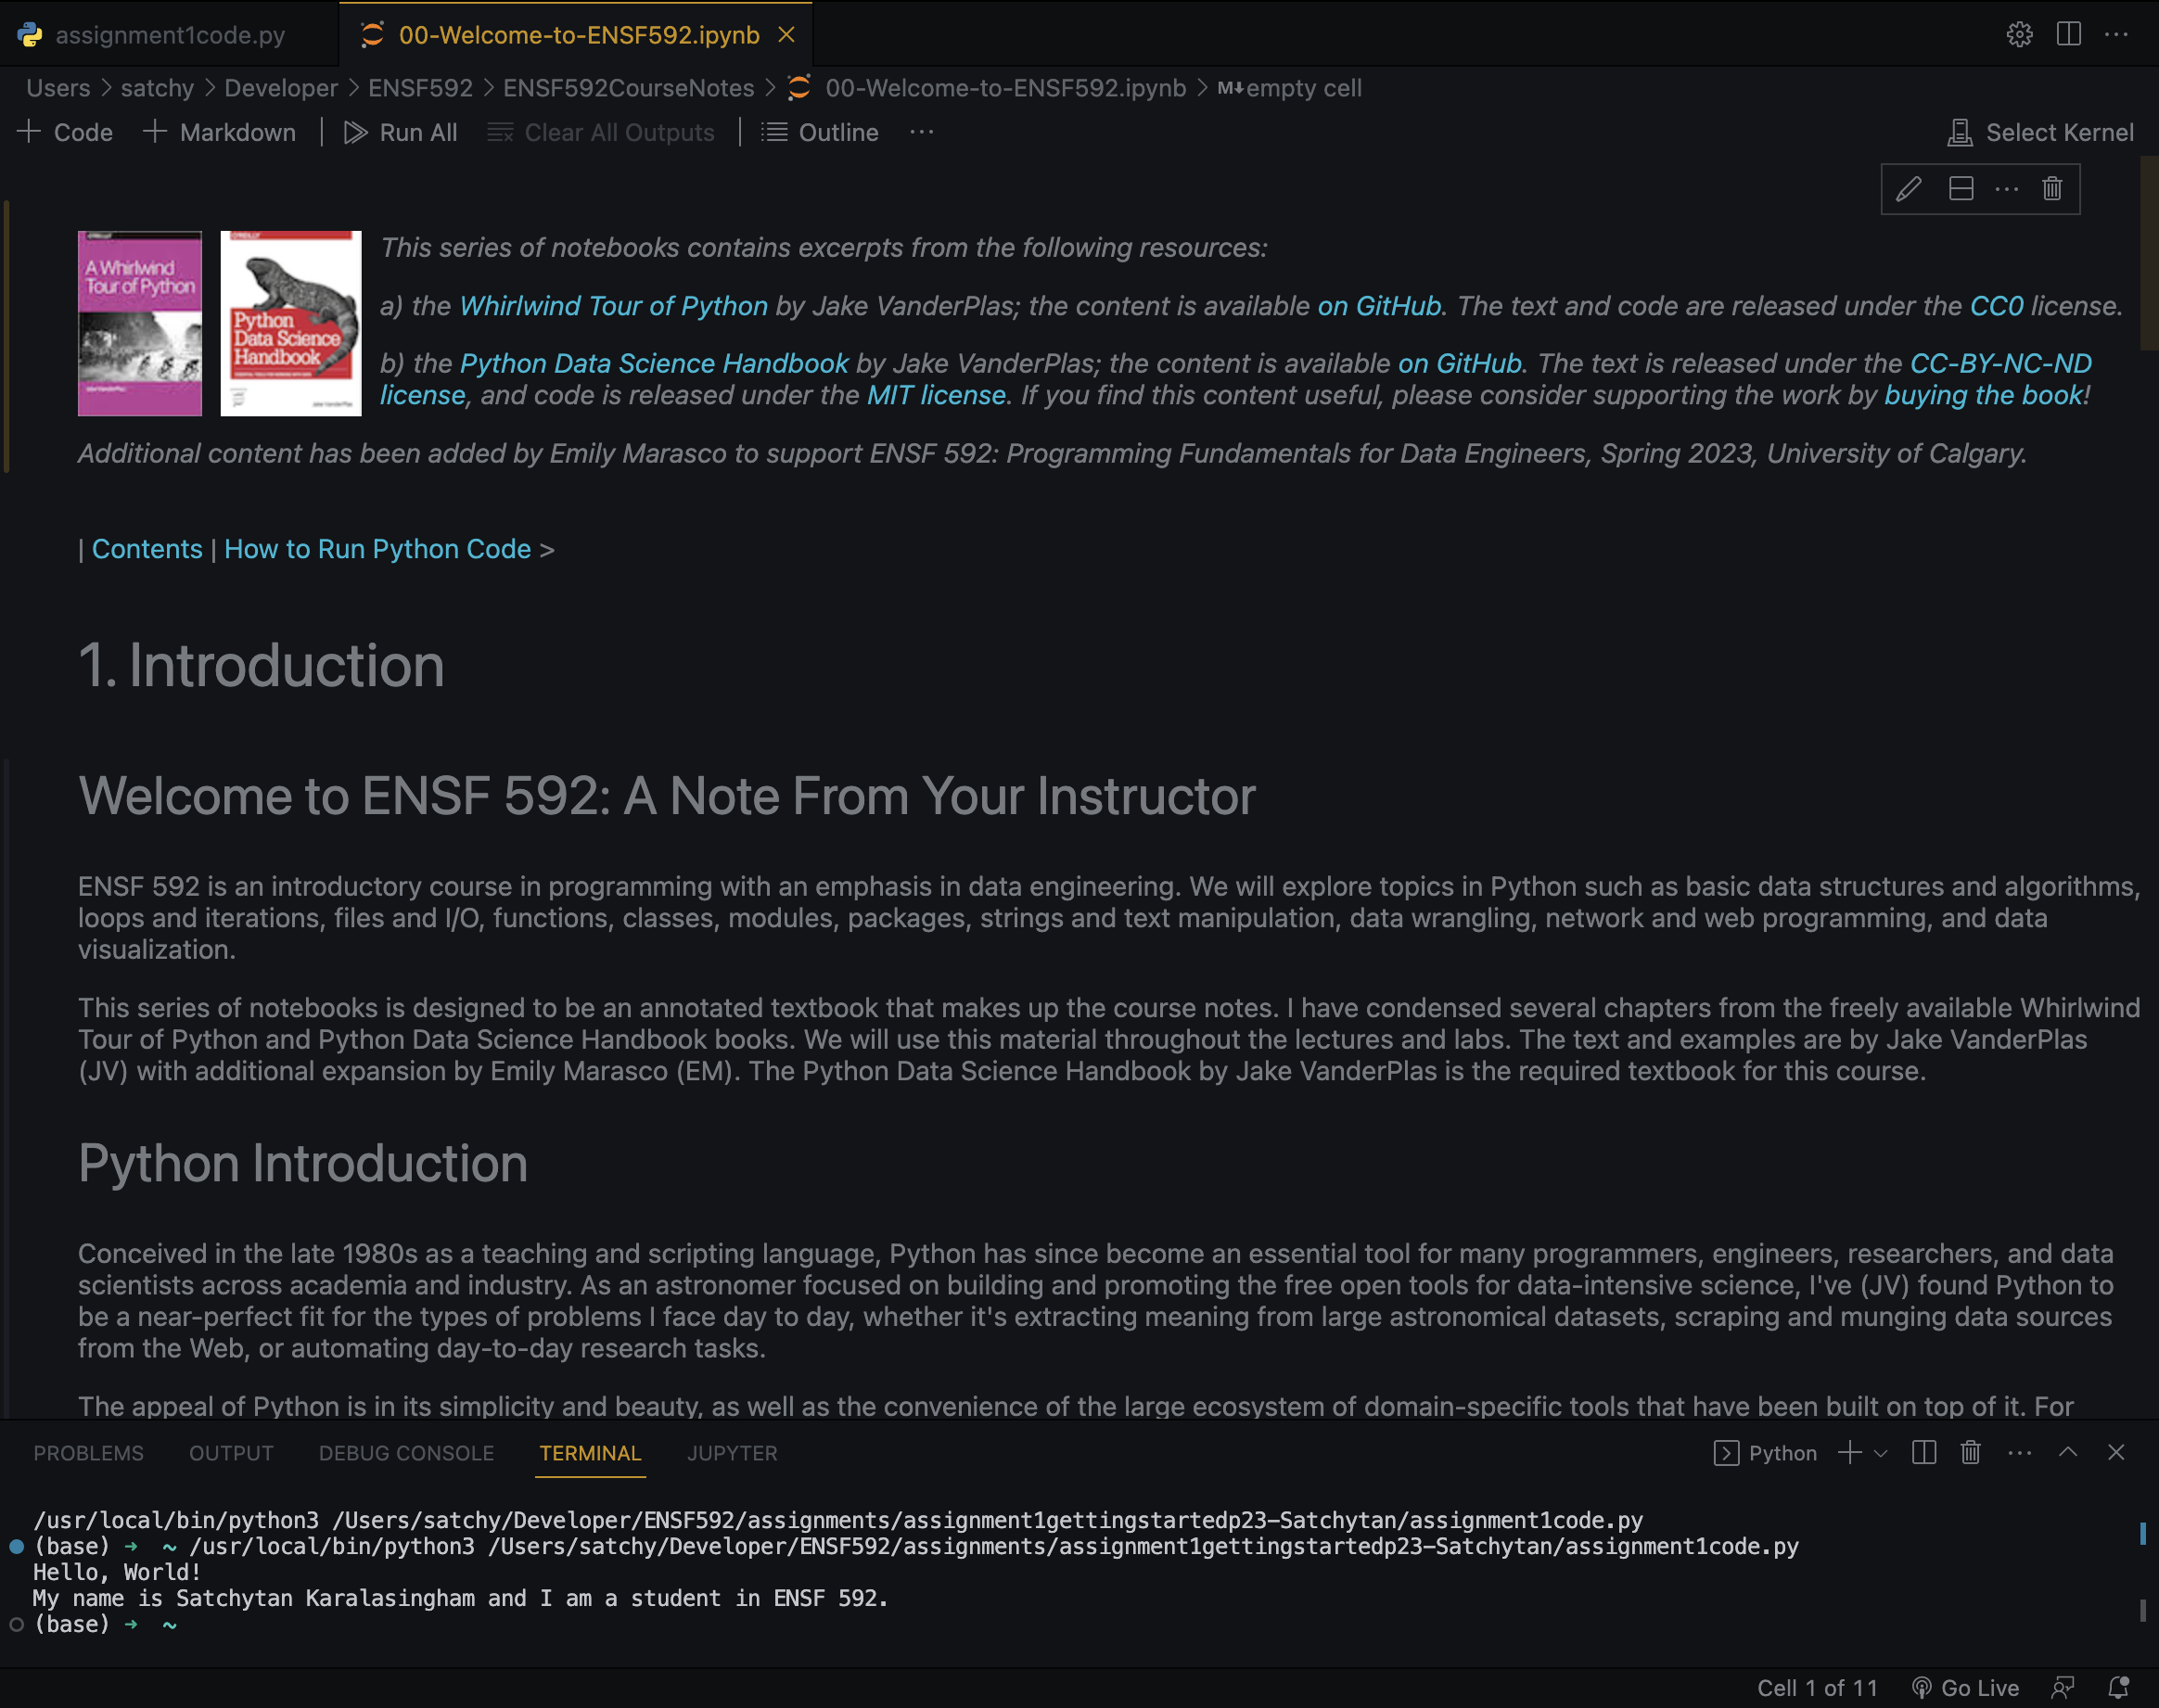 assignment1code.py
00-Welcome-to-ENSF592.ipynb
Users > satchy > Developer > ENSF592 > ENSF592CourseNotes > 00-Welcome-to-ENSF592.ipynb > M↓ empty cell
+ Code + Markdown | Run All Clear All Outputs | Outline ...
Select Kernel
A Whirlwind
Tour of Python
Python
Data Science
Handbook
This series of notebooks contains excerpts from the following resources:
a) the Whirlwind Tour of Python by Jake VanderPlas; the content is available on GitHub. The text and code are released under the CC0 license.
b) the Python Data Science Handbook by Jake VanderPlas; the content is available on GitHub. The text is released under the CC-BY-NC-ND
license, and code is released under the MIT license. If you find this content useful, please consider supporting the work by buying the book!
Additional content has been added by Emily Marasco to support ENSF 592: Programming Fundamentals for Data Engineers, Spring 2023, University of Calgary.
| Contents | How to Run Python Code >
1. Introduction
Welcome to ENSF 592: A Note From Your Instructor
ENSF 592 is an introductory course in programming with an emphasis in data engineering. We will explore topics in Python such as basic data structures and algorithms,
loops and iterations, files and I/O, functions, classes, modules, packages, strings and text manipulation, data wrangling, network and web programming, and data
visualization.
This series of notebooks is designed to be an annotated textbook that makes up the course notes. I have condensed several chapters from the freely available Whirlwind
Tour of Python and Python Data Science Handbook books. We will use this material throughout the lectures and labs. The text and examples are by Jake VanderPlas
(JV) with additional expansion by Emily Marasco (EM). The Python Data Science Handbook by Jake VanderPlas is the required textbook for this course.
Python Introduction
Conceived in the late 1980s as a teaching and scripting language, Python has since become an essential tool for many programmers, engineers, researchers, and data
scientists across academia and industry. As an astronomer focused on building and promoting the free open tools for data-intensive science, I've (JV) found Python to
be a near-perfect fit for the types of problems I face day to day, whether it's extracting meaning from large astronomical datasets, scraping and munging data sources
from the Web, or automating day-to-day research tasks.
The appeal of Python is in its simplicity and beauty, as well as the convenience of the large ecosystem of domain-specific tools that have been built on top of it. For
PROBLEMS OUTPUT DEBUG CONSOLE TERMINAL JUPYTER
Python
/usr/local/bin/python3 /Users/satchy/Developer/ENSF592/assignments/assignment1gettingstartedp23-Satchytan/assignment1code.py
(base) ➜ ~ /usr/local/bin/python3 /Users/satchy/Developer/ENSF592/assignments/assignment1gettingstartedp23-Satchytan/assignment1code.py
Hello, World!
My name is Satchytan Karalasingham and I am a student in ENSF 592.
(base) ➜ ~
Cell 1 of 11 Go Live